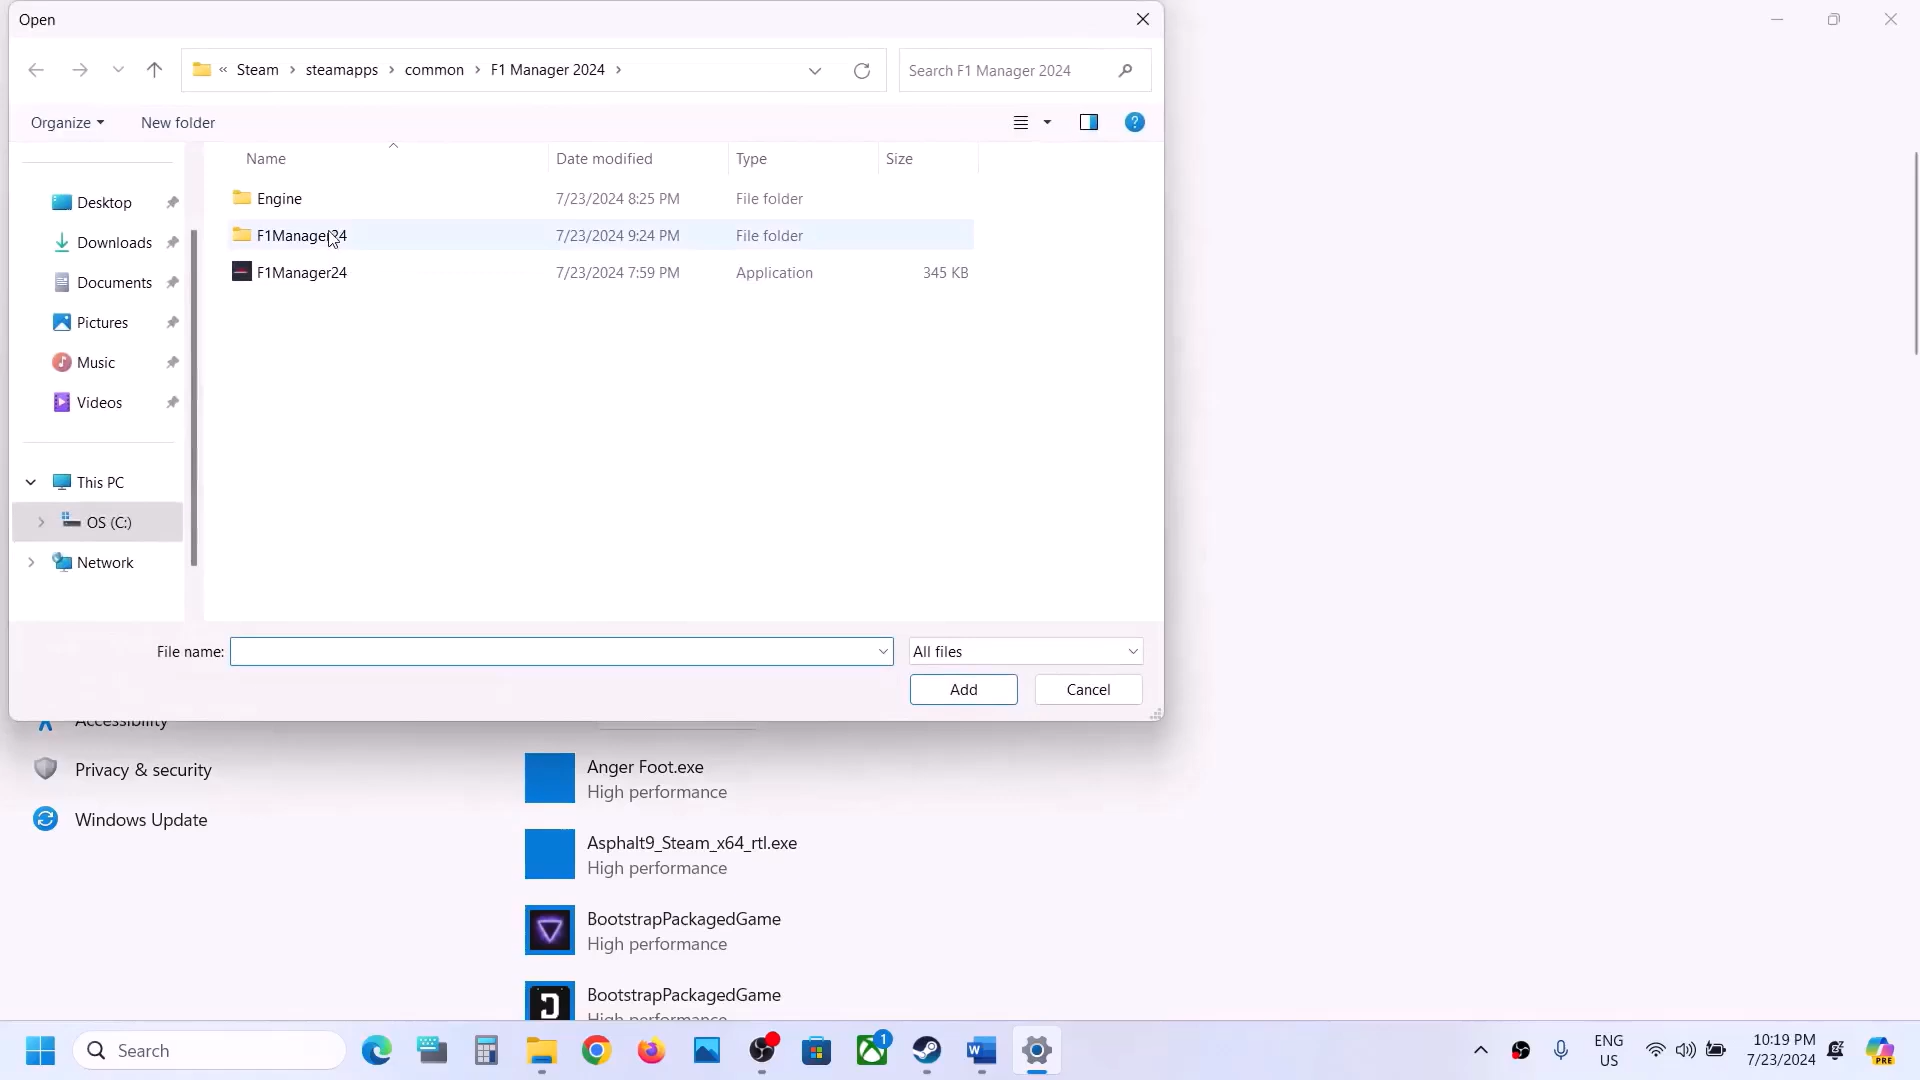 Open
« Steam › steamapps › common › F1 Manager 2024 ›
Search F1 Manager 2024
Organize
New folder
Name
Date modified
Type
Size
Engine
7/23/2024 8:25 PM
File folder
F1Manager24
7/23/2024 9:24 PM
File folder
F1Manager24
7/23/2024 7:59 PM
Application
345 KB
Desktop
Downloads
Documents
Pictures
Music
Videos
This PC
OS (C:)
Network
File name:
All files
Add
Cancel
Accessibility
Privacy & security
Windows Update
Anger Foot.exe
High performance
Asphalt9_Steam_x64_rtl.exe
High performance
BootstrapPackagedGame
High performance
BootstrapPackagedGame
High performance
Search
1
ENG
US
10:19 PM
7/23/2024
PRE